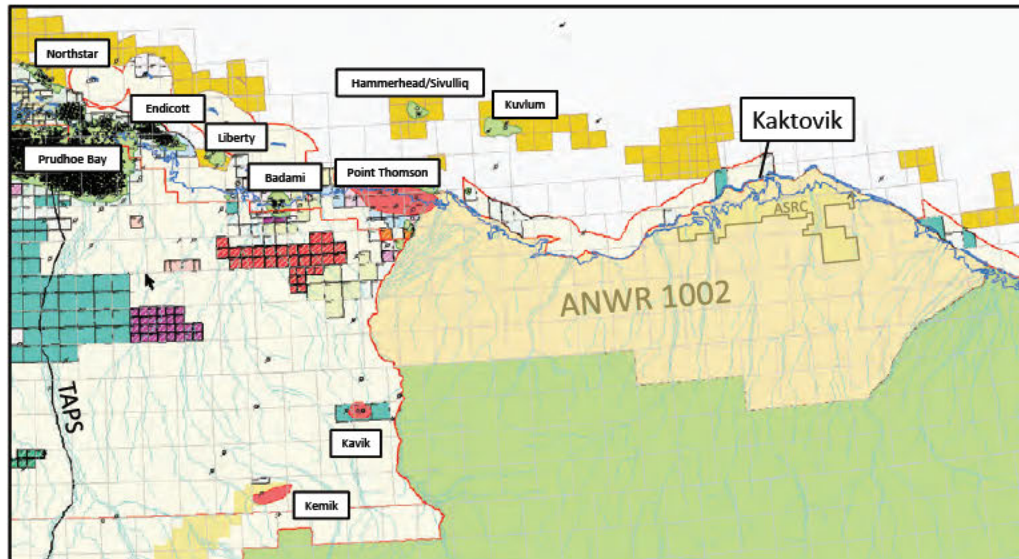 Northstar
Hammerhead/Sivulliq
Endicott
Kuvlum
Kaktovik
Liberty
Prudhoe Bay
Badami
Point Thomson
ASRC
ANWR 1002
TAPS
Kavik
Kemik